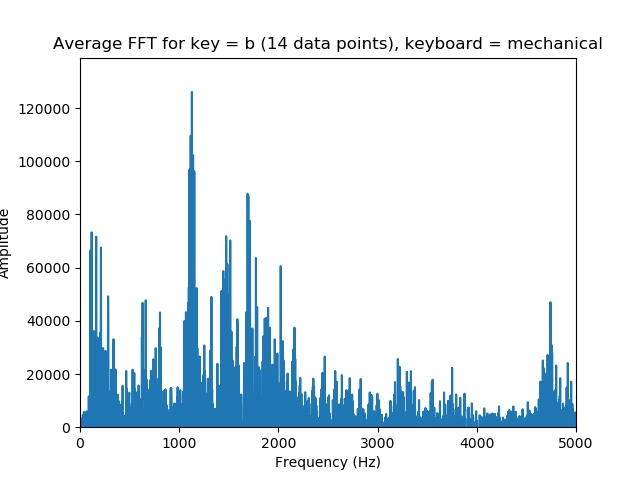 Average FFT for key = b (14 data points), keyboard = mechanical
120000
100000
80000
60000
40000
20000
0
Amplitude
0 1000 2000 3000 4000 5000
Frequency (Hz)